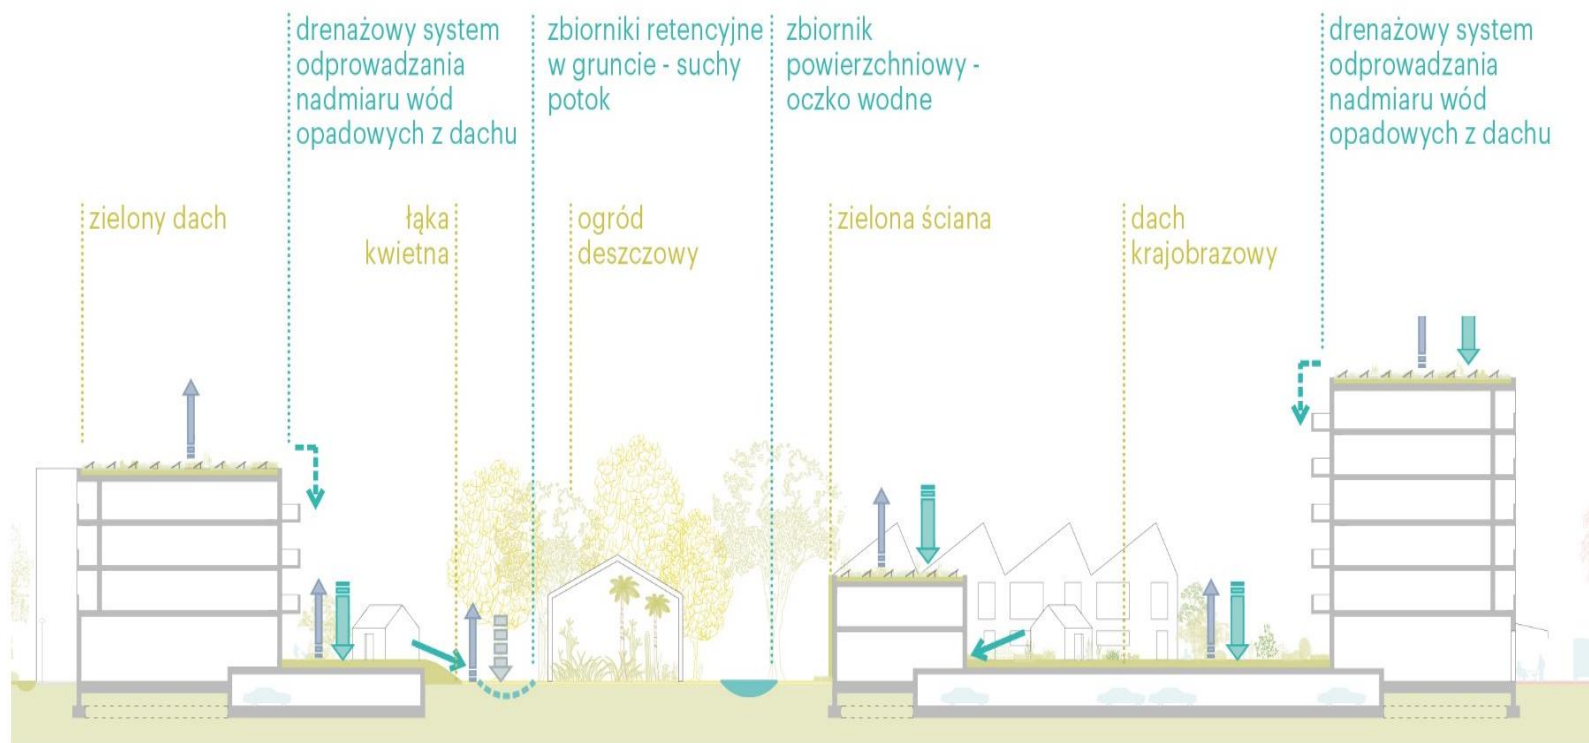 drenażowy system
odprowadzania
nadmiaru wód
opadowych z dachu
zbiorniki retencyjne
w gruncie - suchy
potok
zbiornik
powierzchniowy -
oczko wodne
drenażowy system
odprowadzania
nadmiaru wód
opadowych z dachu
zielony dach
łąka
kwietna
ogród
deszczowy
zielona ściana
dach
krajobrazowy